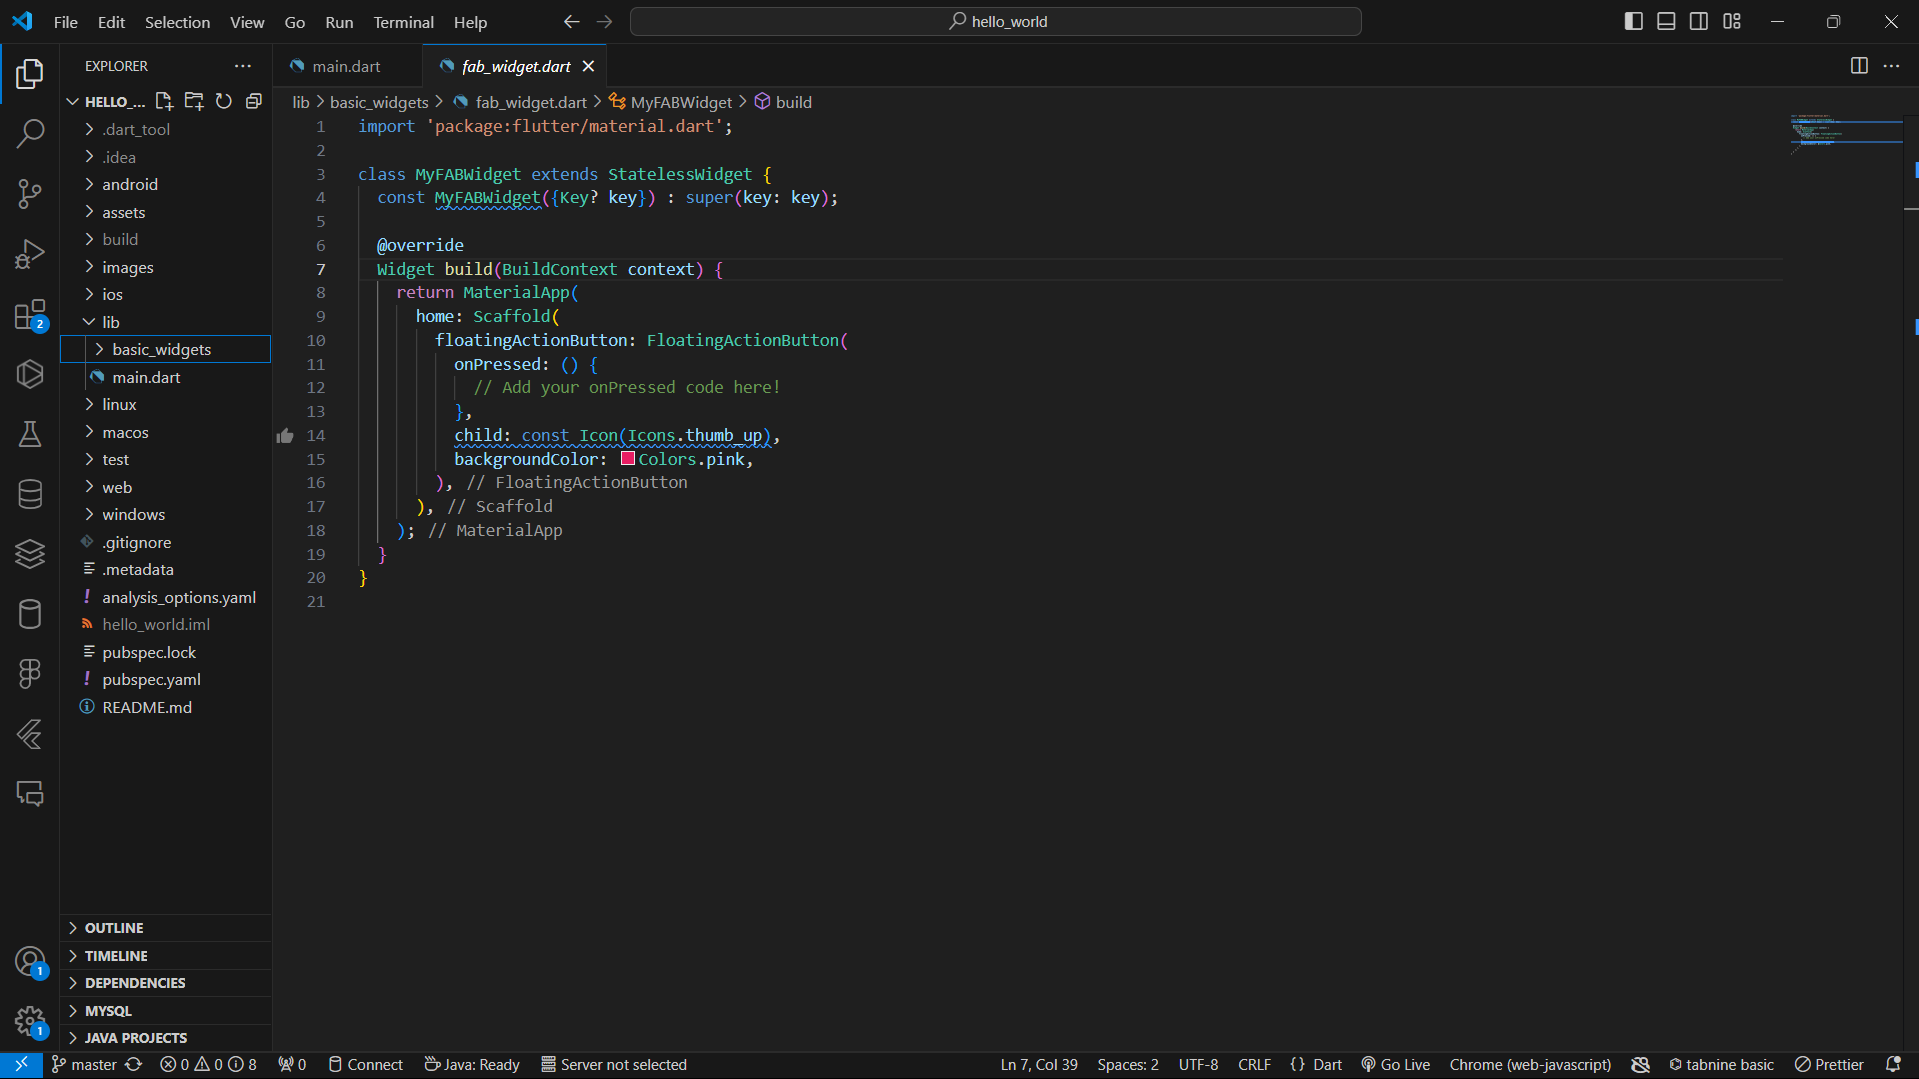 File Edit Selection View Go Run Terminal Help
hello_world
EXPLORER
HELLO_...
.dart_tool
.idea
android
assets
build
images
ios
lib
basic_widgets
main.dart
linux
macos
test
web
windows
.gitignore
.metadata
! analysis_options.yaml
hello_world.iml
pubspec.lock
! pubspec.yaml
README.md
OUTLINE
TIMELINE
DEPENDENCIES
MYSQL
JAVA PROJECTS
2
1
1
main.dart
fab_widget.dart
lib > basic_widgets > fab_widget.dart > MyFABWidget > build
1 import 'package:flutter/material.dart';
2
3 class MyFABWidget extends StatelessWidget {
4 const MyFABWidget({Key? key}) : super(key: key);
5
6 @override
7 Widget build(BuildContext context) {
8 return MaterialApp(
9 home: Scaffold(
10 floatingActionButton: FloatingActionButton(
11 onPressed: () {
12 // Add your onPressed code here!
13 },
14 child: const Icon(Icons.thumb_up),
15 backgroundColor: Colors.pink,
16 ), // FloatingActionButton
17 ), // Scaffold
18 ); // MaterialApp
19 }
20 }
21
master 0 0 8 0 Connect Java: Ready Server not selected Ln 7, Col 39 Spaces: 2 UTF-8 CRLF {} Dart Go Live Chrome (web-javascript) tabnine basic Prettier